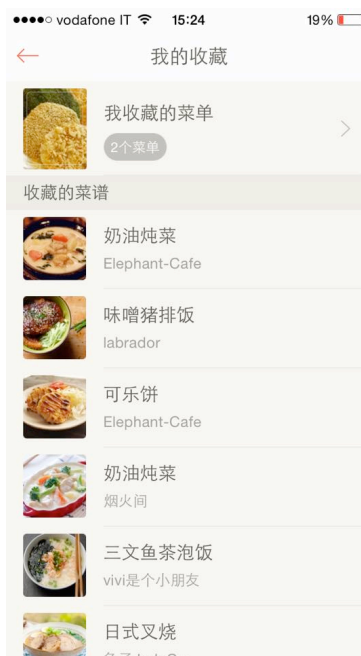 vodafone IT 15:24 19%
我的收藏
我收藏的菜单
2个菜单
收藏的菜谱
奶油炖菜
Elephant-Cafe
味噌猪排饭
labrador
可乐饼
Elephant-Cafe
奶油炖菜
烟火间
三文鱼茶泡饭
vivi是个小朋友
日式叉烧